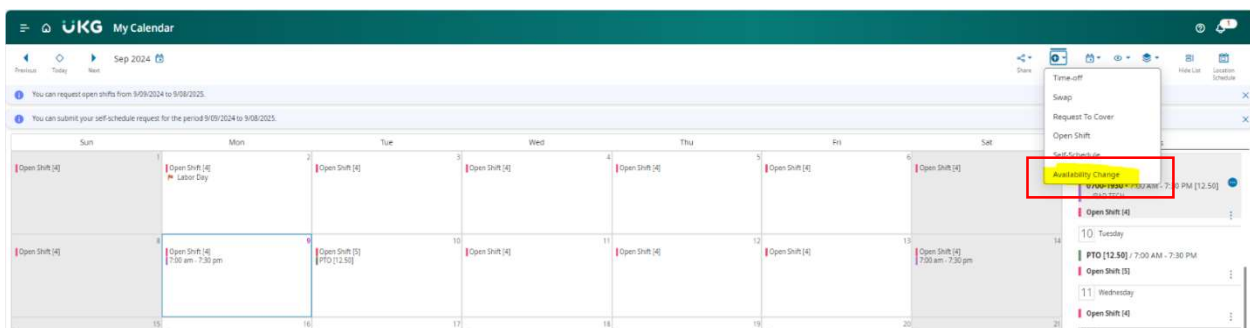 UKG My Calendar
1
Previous Today Next Sep 2024
Share
Hide List Location Schedule
You can request open shifts from 9/09/2024 to 9/08/2025.
You can submit your self-schedule request for the period 9/09/2024 to 9/08/2025.
Time-off
Swap
Request To Cover
Open Shift
Self-Schedule
Availability Change
Sun Mon Tue Wed Thu Fri Sat
1 2 3 4 5 6
Open Shift [4] Open Shift [4] Open Shift [4] Open Shift [4] Open Shift [4] Open Shift [4] Open Shift [4]
Labor Day
8 9 10 11 12 13 14
Open Shift [4] Open Shift [4] Open Shift [5] Open Shift [4] Open Shift [4] Open Shift [4] Open Shift [4]
7:00 am - 7:30 pm PTO [12.50] 7:00 am - 7:30 pm
15 16 17 18 19 20 21
0700-1930 - 7:00 AM - 7:30 PM [12.50]
Open Shift [4]
10 Tuesday
PTO [12.50] / 7:00 AM - 7:30 PM
Open Shift [5]
11 Wednesday
Open Shift [4]